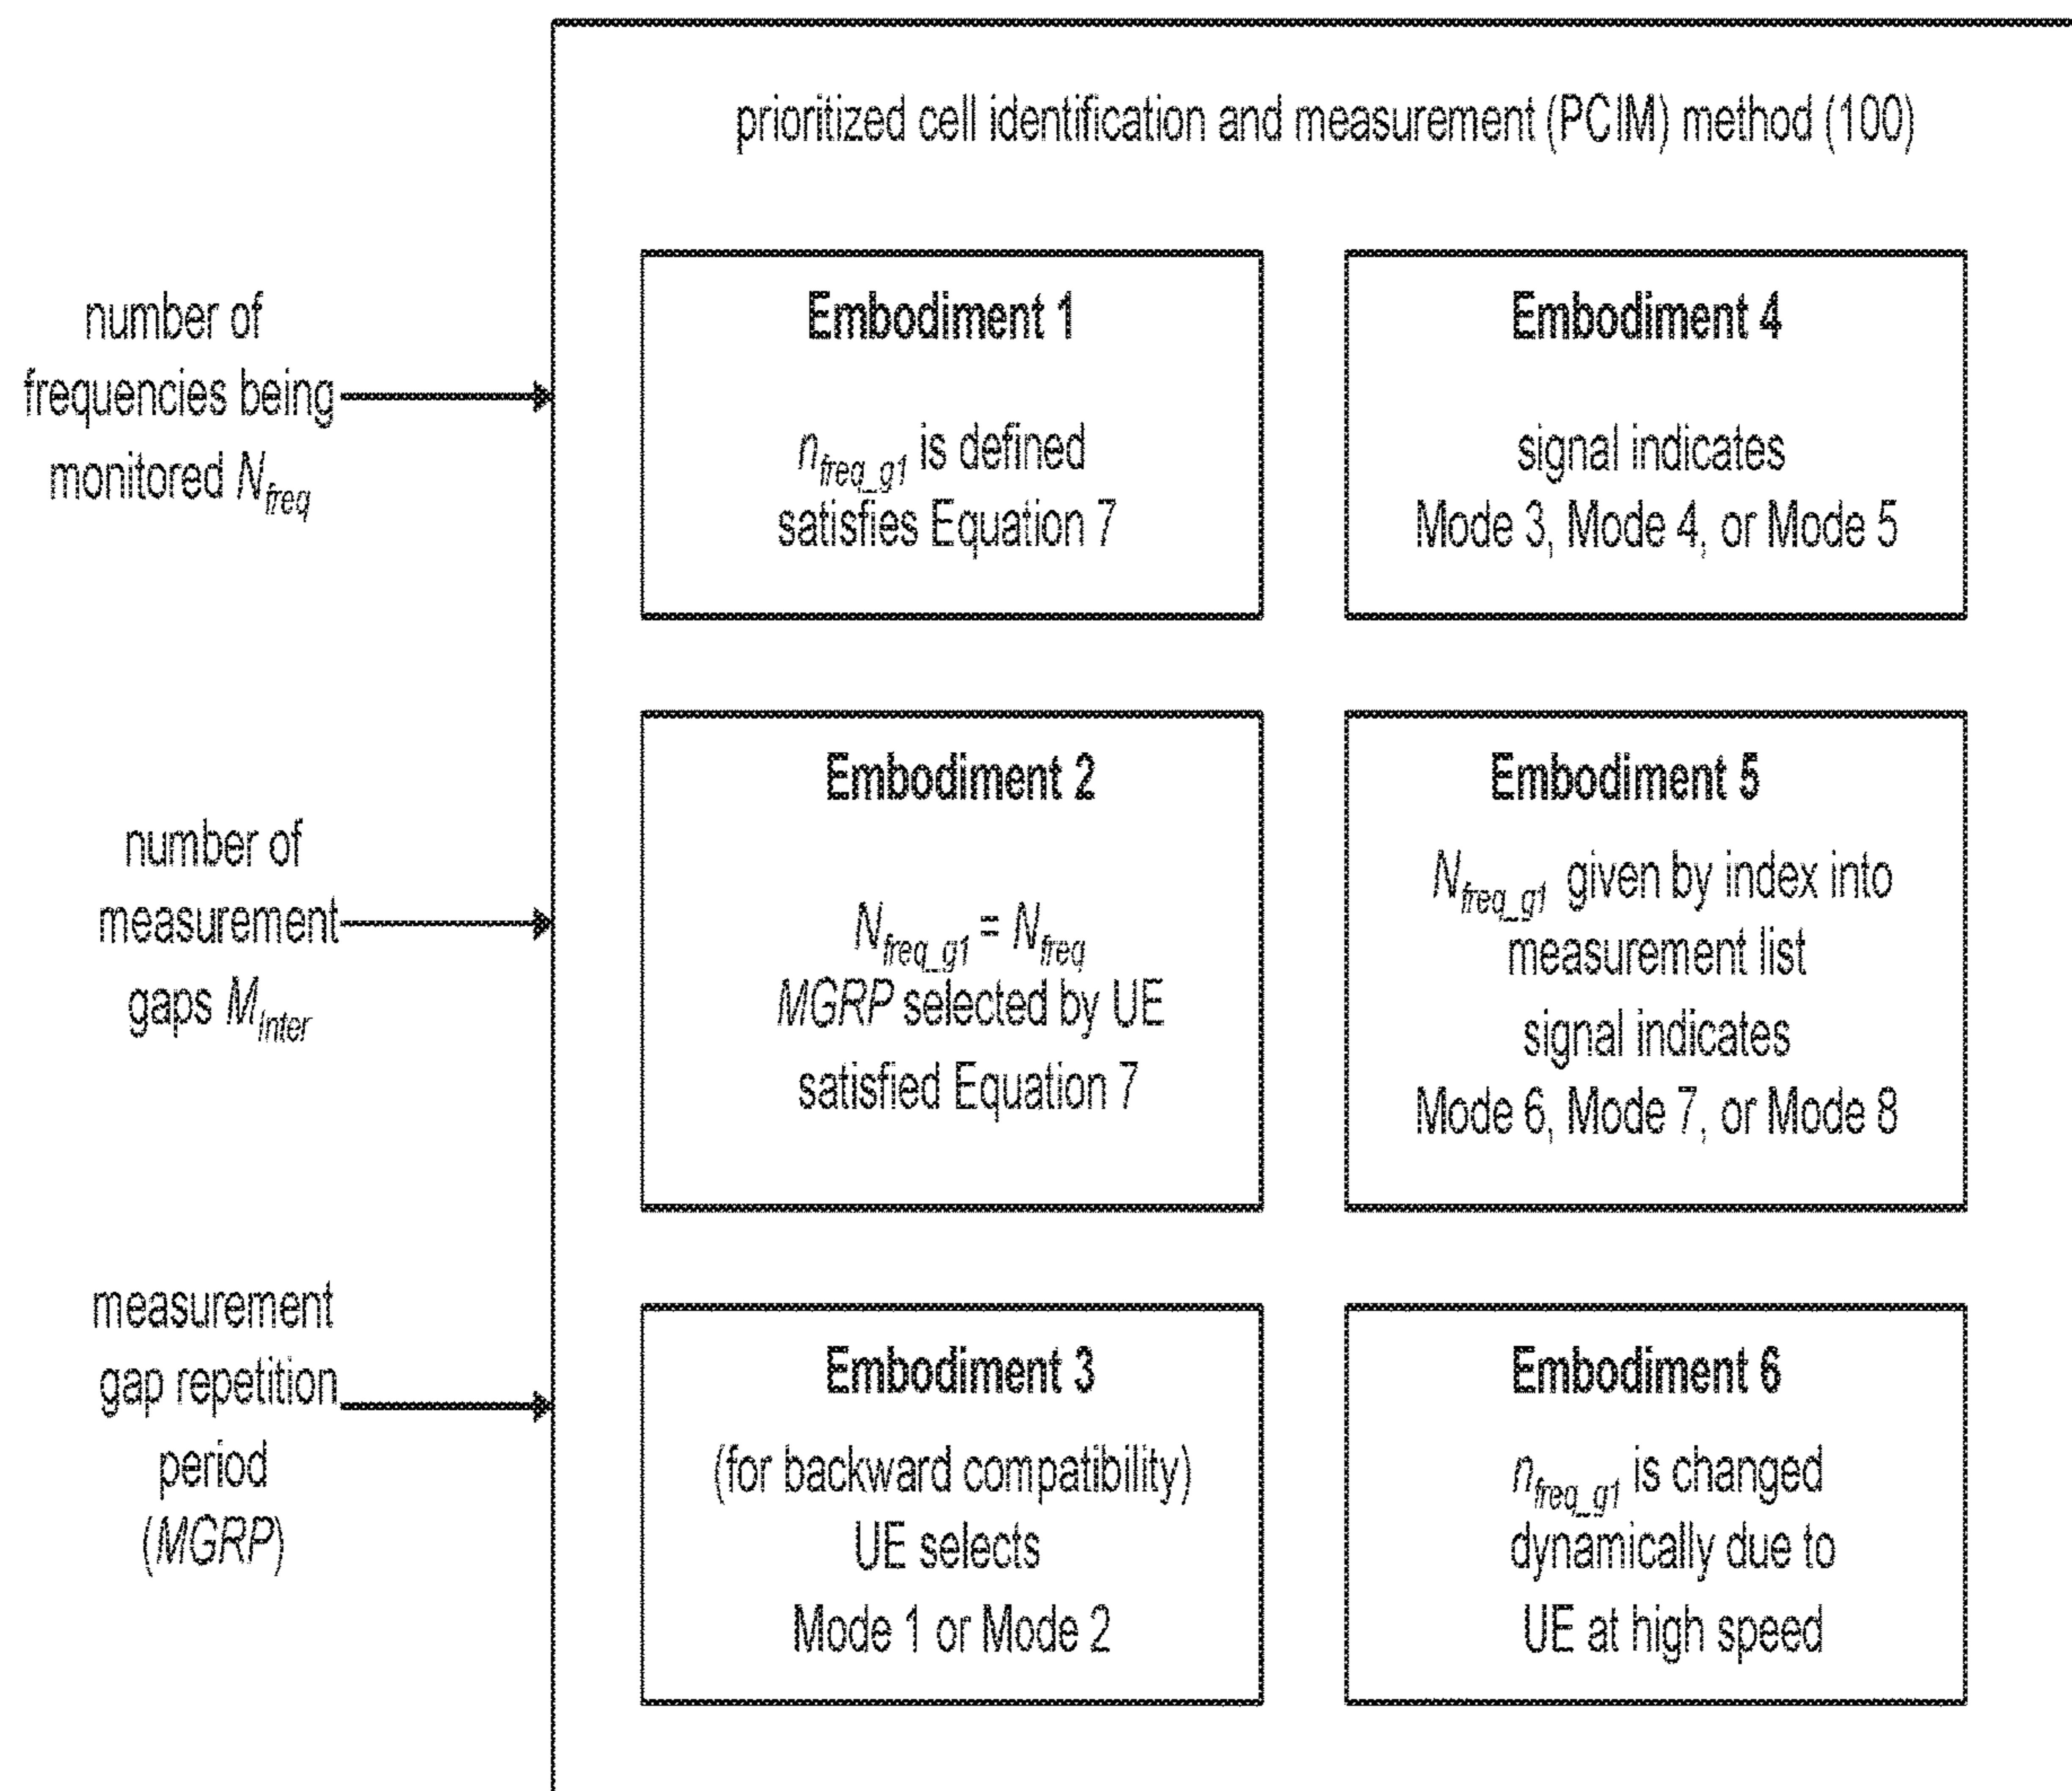 prioritized cell identification and measurement (PCIM) method (100)
number of
frequencies being
monitored N_freq
number of
measurement
gaps M_Inter
measurement
gap repetition
period
(MGRP)
Embodiment 1
n_freq_g1 is defined
satisfies Equation 7
Embodiment 4
signal indicates
Mode 3, Mode 4, or Mode 5
Embodiment 2
N_freq_g1 = N_freq
MGRP selected by UE
satisfied Equation 7
Embodiment 5
N_freq_g1 given by index into
measurement list
signal indicates
Mode 6, Mode 7, or Mode 8
Embodiment 3
(for backward compatibility)
UE selects
Mode 1 or Mode 2
Embodiment 6
n_freq_g1 is changed
dynamically due to
UE at high speed